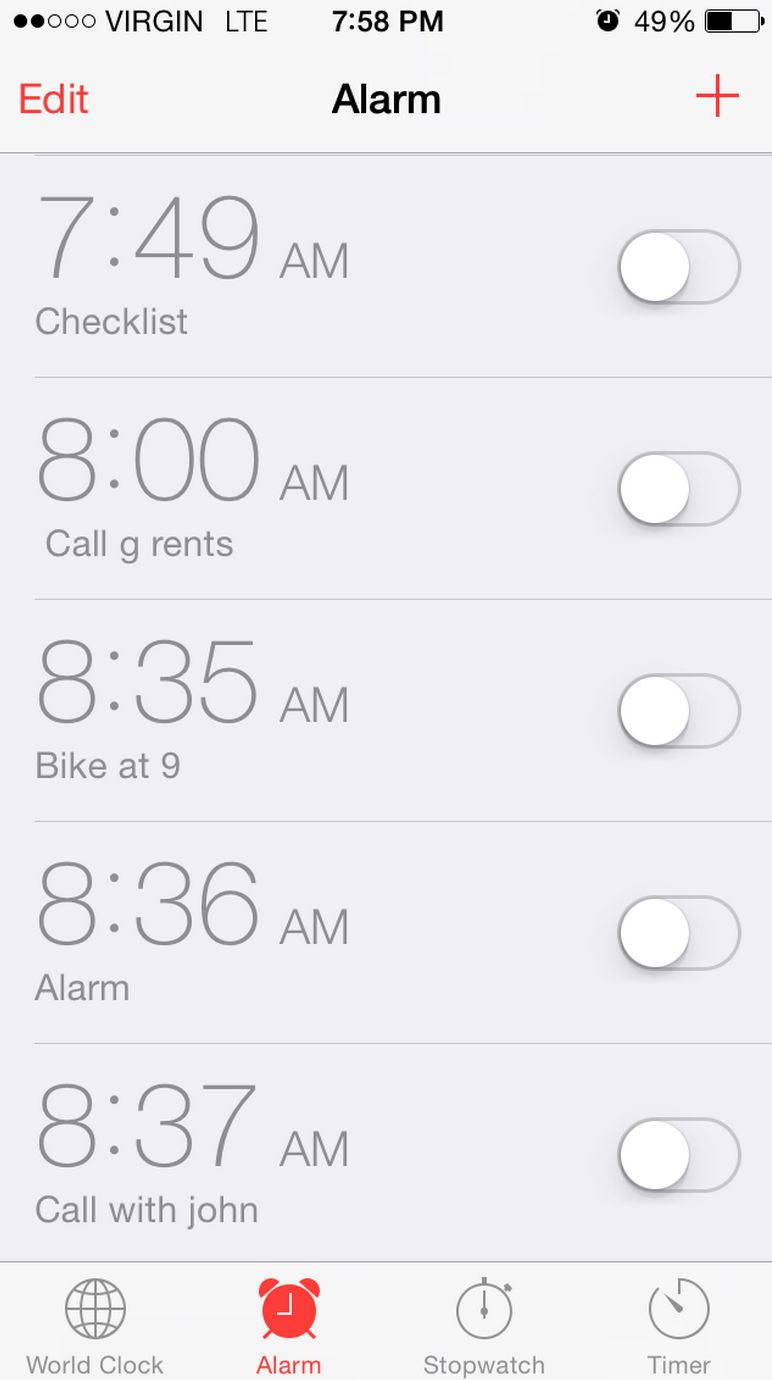 VIRGIN LTE 7:58 PM 49%
Edit Alarm +
7:49 AM
Checklist
8:00 AM
Call g rents
8:35 AM
Bike at 9
8:36 AM
Alarm
8:37 AM
Call with john
World Clock Alarm Stopwatch Timer